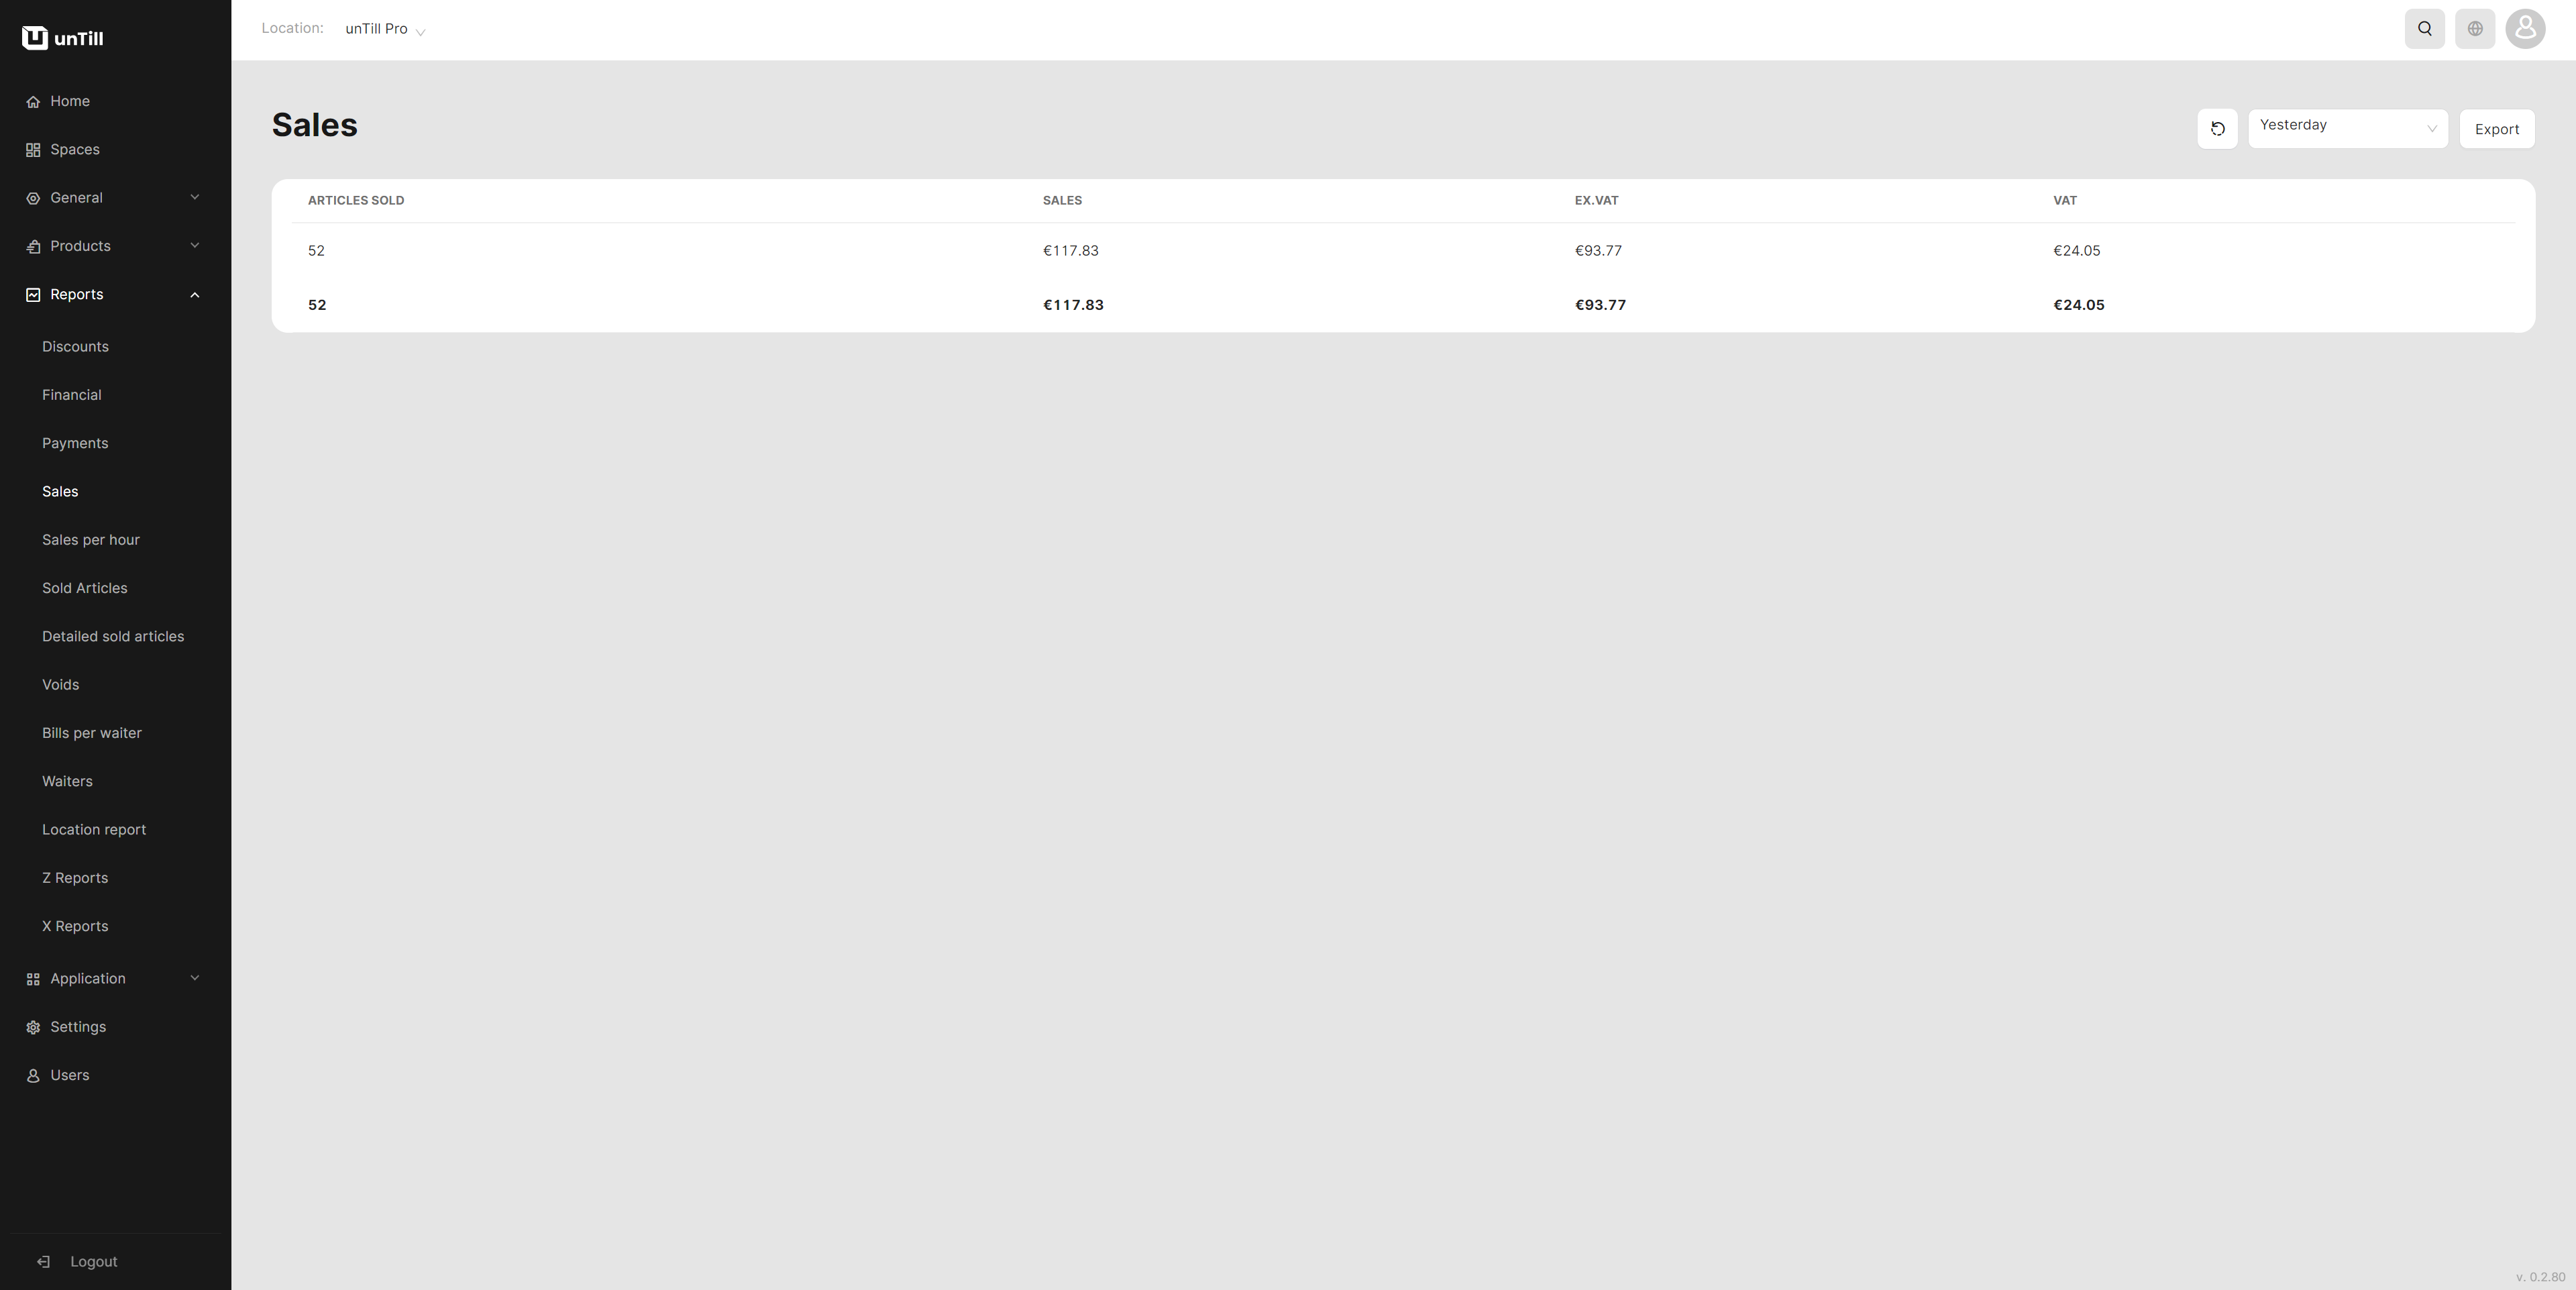 unTill
Location: unTill Pro
Home
Spaces
General
Products
Reports
Discounts
Financial
Payments
Sales
Sales per hour
Sold Articles
Detailed sold articles
Voids
Bills per waiter
Waiters
Location report
Z Reports
X Reports
Application
Settings
Users
Logout
Sales
Yesterday
Export
ARTICLES SOLD SALES EX.VAT VAT
52 €117.83 €93.77 €24.05
52 €117.83 €93.77 €24.05
v. 0.2.80